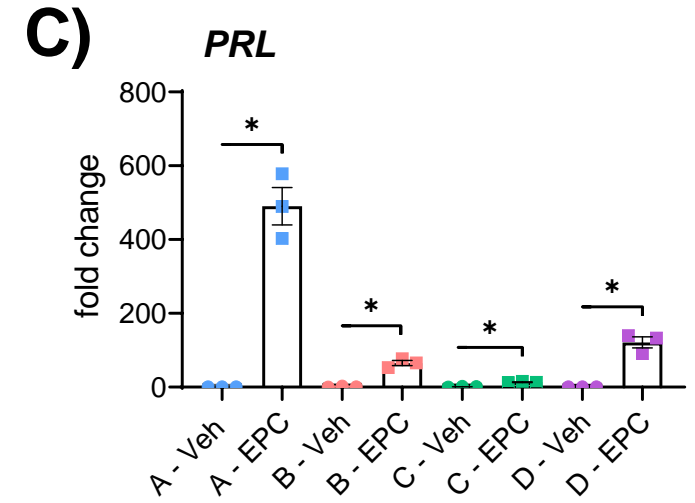 C)
PRL
fold change
800
600
400
200
0
*
*
*
*
A - Veh
A - EPC
B - Veh
B - EPC
C - Veh
C - EPC
D - Veh
D - EPC